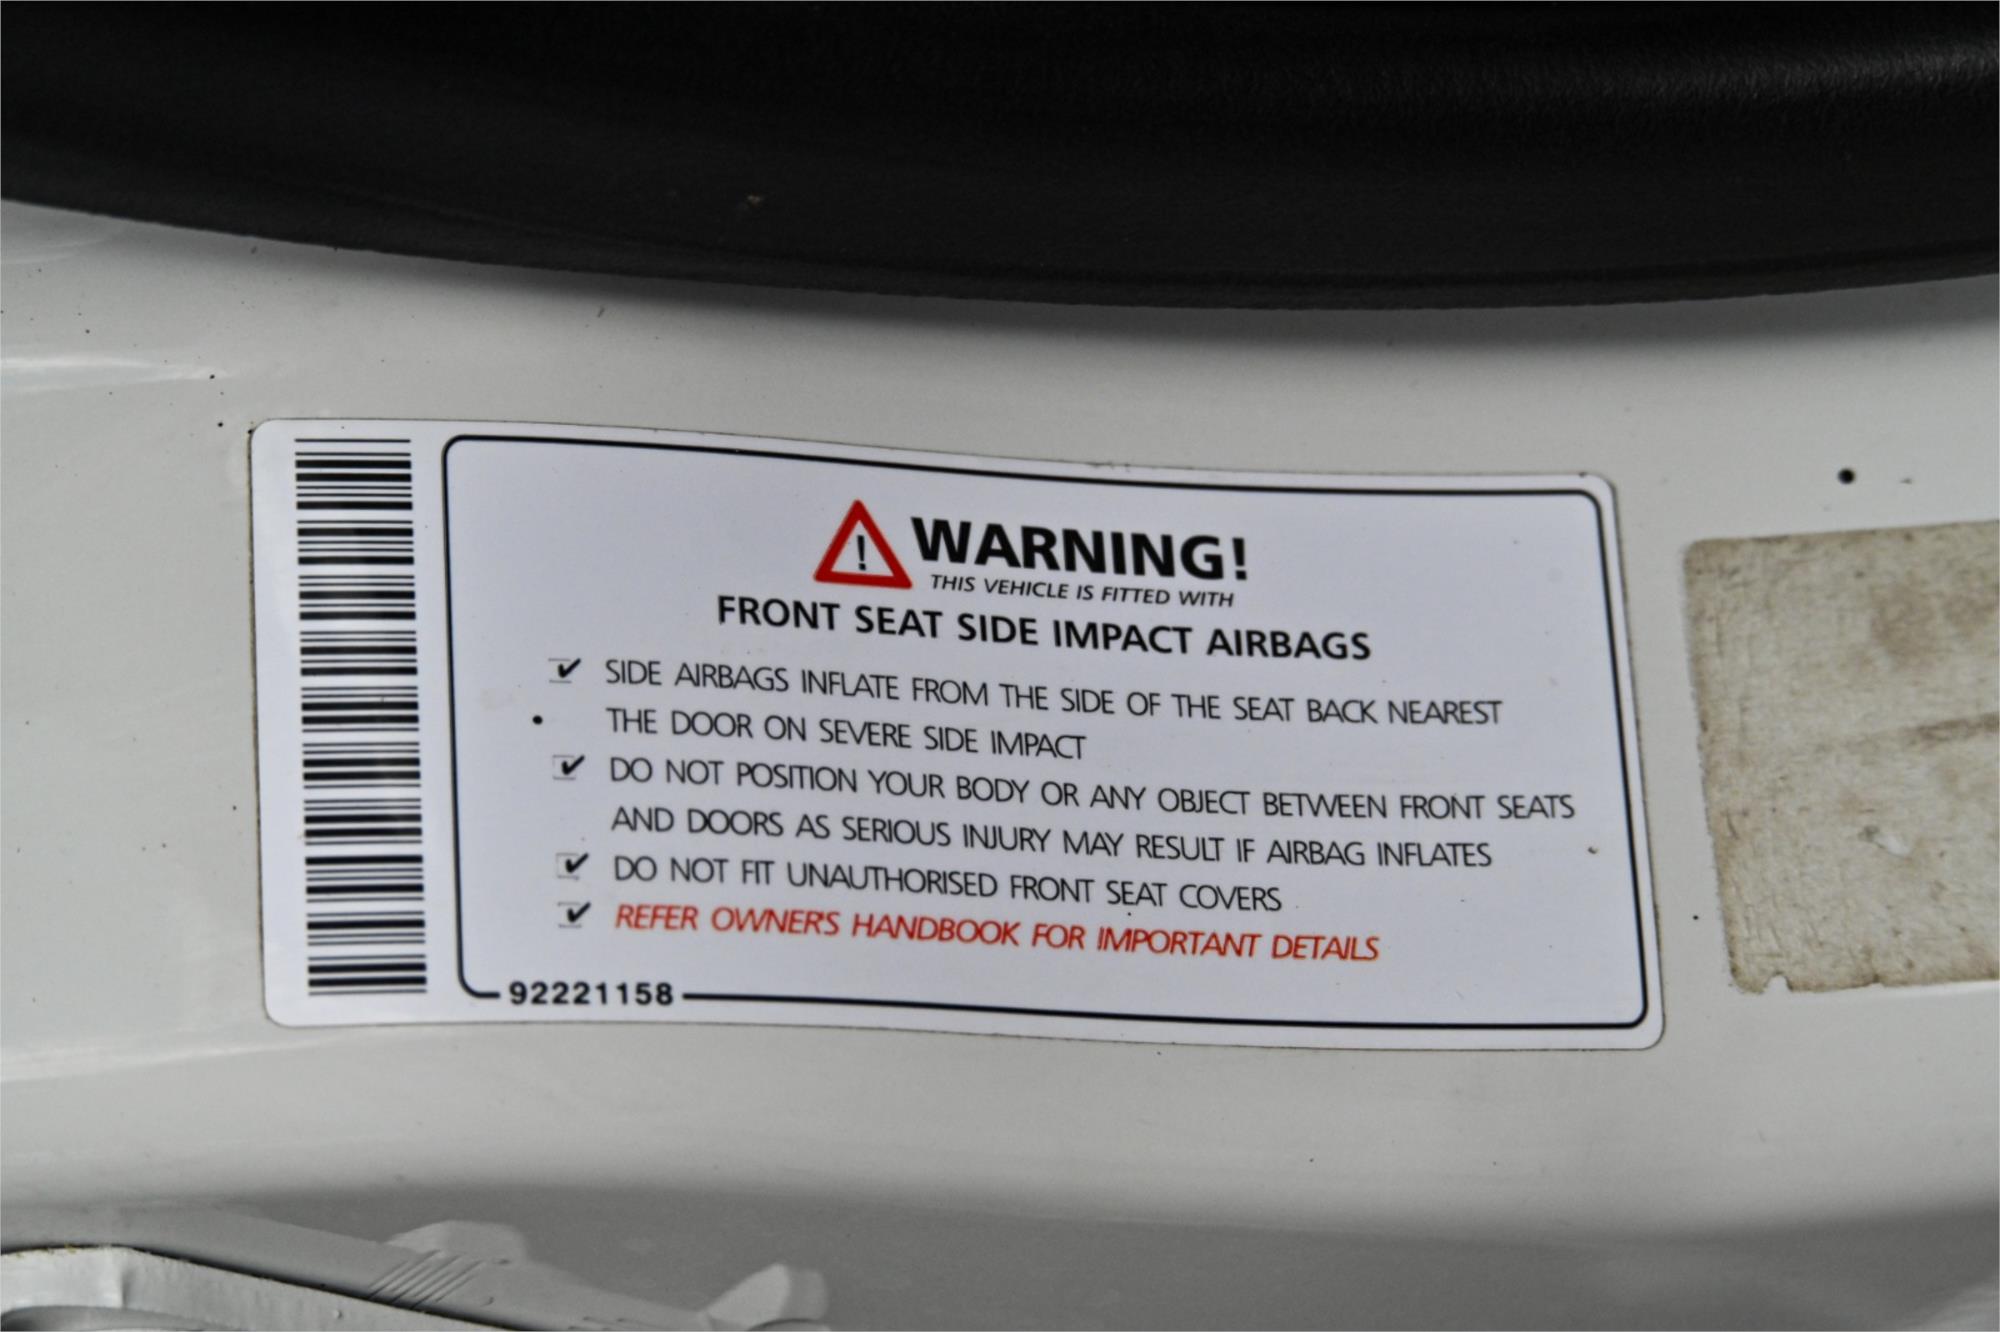 ! WARNING!
THIS VEHICLE IS FITTED WITH
FRONT SEAT SIDE IMPACT AIRBAGS
SIDE AIRBAGS INFLATE FROM THE SIDE OF THE SEAT BACK NEAREST
THE DOOR ON SEVERE SIDE IMPACT
DO NOT POSITION YOUR BODY OR ANY OBJECT BETWEEN FRONT SEATS
AND DOORS AS SERIOUS INJURY MAY RESULT IF AIRBAG INFLATES
DO NOT FIT UNAUTHORISED FRONT SEAT COVERS
REFER OWNER'S HANDBOOK FOR IMPORTANT DETAILS
92221158